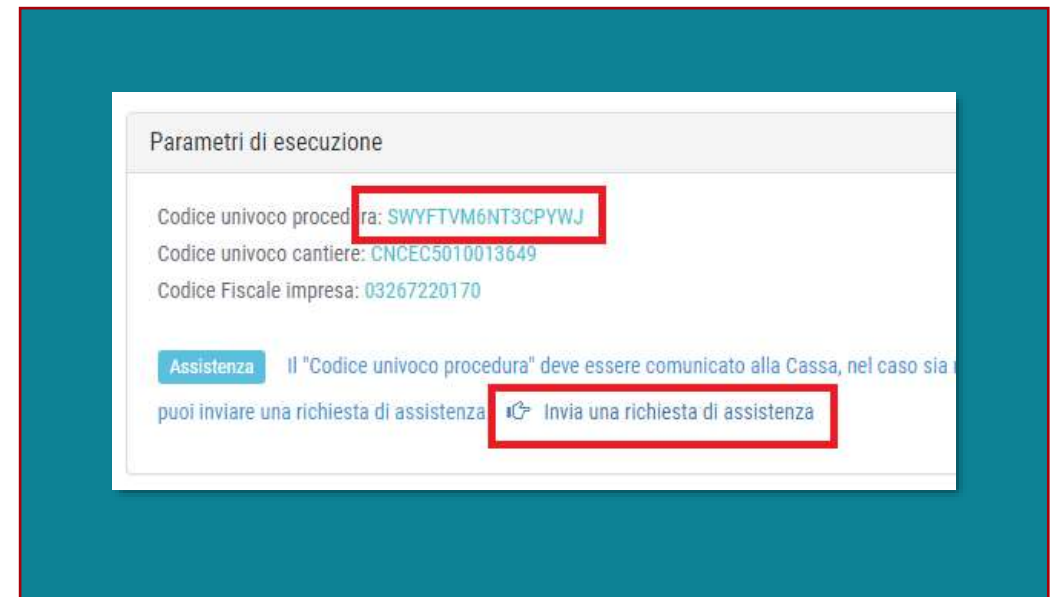 Parametri di esecuzione
Codice univoco procedura: SWYFTVM6NT3CPYWJ
Codice univoco cantiere: CNCEC5010013649
Codice Fiscale impresa: 03267220170
Assistenza Il "Codice univoco procedura" deve essere comunicato alla Cassa, nel caso sia
puoi inviare una richiesta di assistenza Invia una richiesta di assistenza